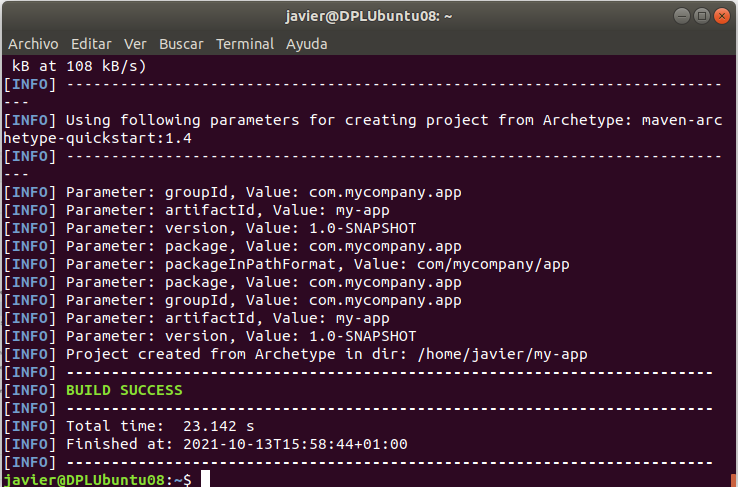 javier@DPLUbuntu08: ~
Archivo Editar Ver Buscar Terminal Ayuda
 kB at 108 kB/s)
[INFO] -------------------------------------------------------------------------
---
[INFO] Using following parameters for creating project from Archetype: maven-arc
hetype-quickstart:1.4
[INFO] -------------------------------------------------------------------------
---
[INFO] Parameter: groupId, Value: com.mycompany.app
[INFO] Parameter: artifactId, Value: my-app
[INFO] Parameter: version, Value: 1.0-SNAPSHOT
[INFO] Parameter: package, Value: com.mycompany.app
[INFO] Parameter: packageInPathFormat, Value: com/mycompany/app
[INFO] Parameter: package, Value: com.mycompany.app
[INFO] Parameter: groupId, Value: com.mycompany.app
[INFO] Parameter: artifactId, Value: my-app
[INFO] Parameter: version, Value: 1.0-SNAPSHOT
[INFO] Project created from Archetype in dir: /home/javier/my-app
[INFO] ------------------------------------------------------------------------
[INFO] BUILD SUCCESS
[INFO] ------------------------------------------------------------------------
[INFO] Total time:  23.142 s
[INFO] Finished at: 2021-10-13T15:58:44+01:00
[INFO] ------------------------------------------------------------------------
javier@DPLUbuntu08:~$